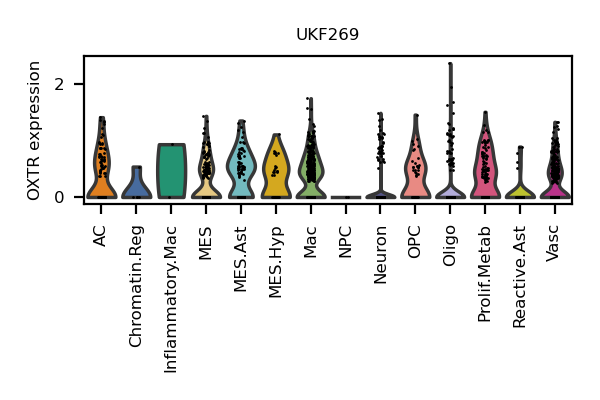 UKF269
OXTR expression
2
0
AC
Chromatin.Reg
Inflammatory.Mac
MES
MES.Ast
MES.Hyp
Mac
NPC
Neuron
OPC
Oligo
Prolif.Metab
Reactive.Ast
Vasc